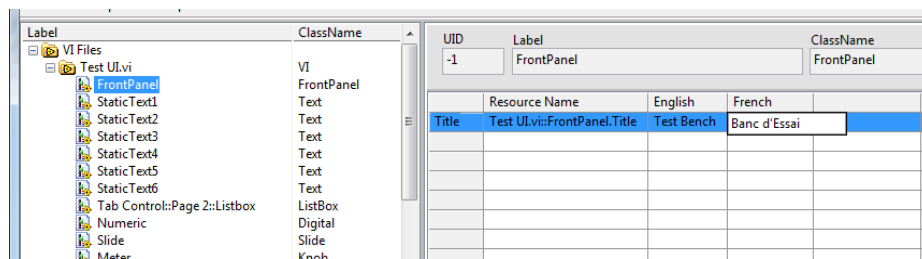 Label ClassName
VI Files
Test UI.vi VI
FrontPanel FrontPanel
StaticText1 Text
StaticText2 Text
StaticText3 Text
StaticText4 Text
StaticText5 Text
StaticText6 Text
Tab Control::Page 2::Listbox ListBox
Numeric Digital
Slide Slide
Meter Knob
UID Label ClassName
-1 FrontPanel FrontPanel
Resource Name English French
Title Test UI.vi::FrontPanel.Title Test Bench Banc d'Essai